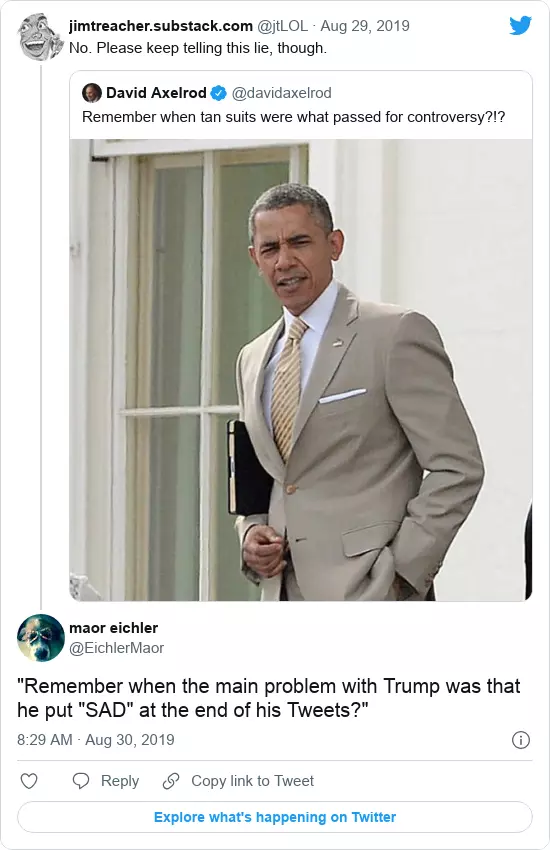 jimtreacher.substack.com @jtLOL · Aug 29, 2019
No. Please keep telling this lie, though.
David Axelrod @davidaxelrod
Remember when tan suits were what passed for controversy?!?
maor eichler
@EichlerMaor
"Remember when the main problem with Trump was that
he put "SAD" at the end of his Tweets?"
8:29 AM · Aug 30, 2019
Reply
Copy link to Tweet
Explore what's happening on Twitter